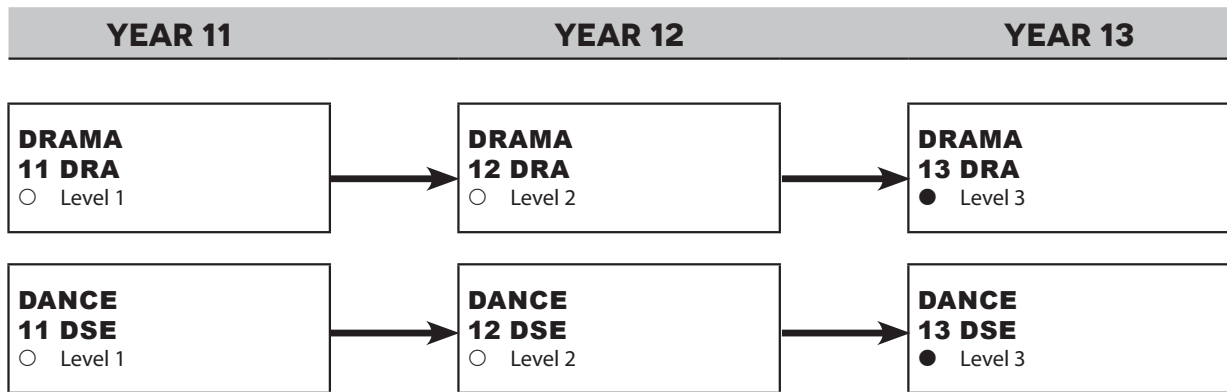 YEAR 11
YEAR 12
YEAR 13
DRAMA
11 DRA
○ Level 1
DRAMA
12 DRA
○ Level 2
DRAMA
13 DRA
● Level 3
DANCE
11 DSE
○ Level 1
DANCE
12 DSE
○ Level 2
DANCE
13 DSE
● Level 3